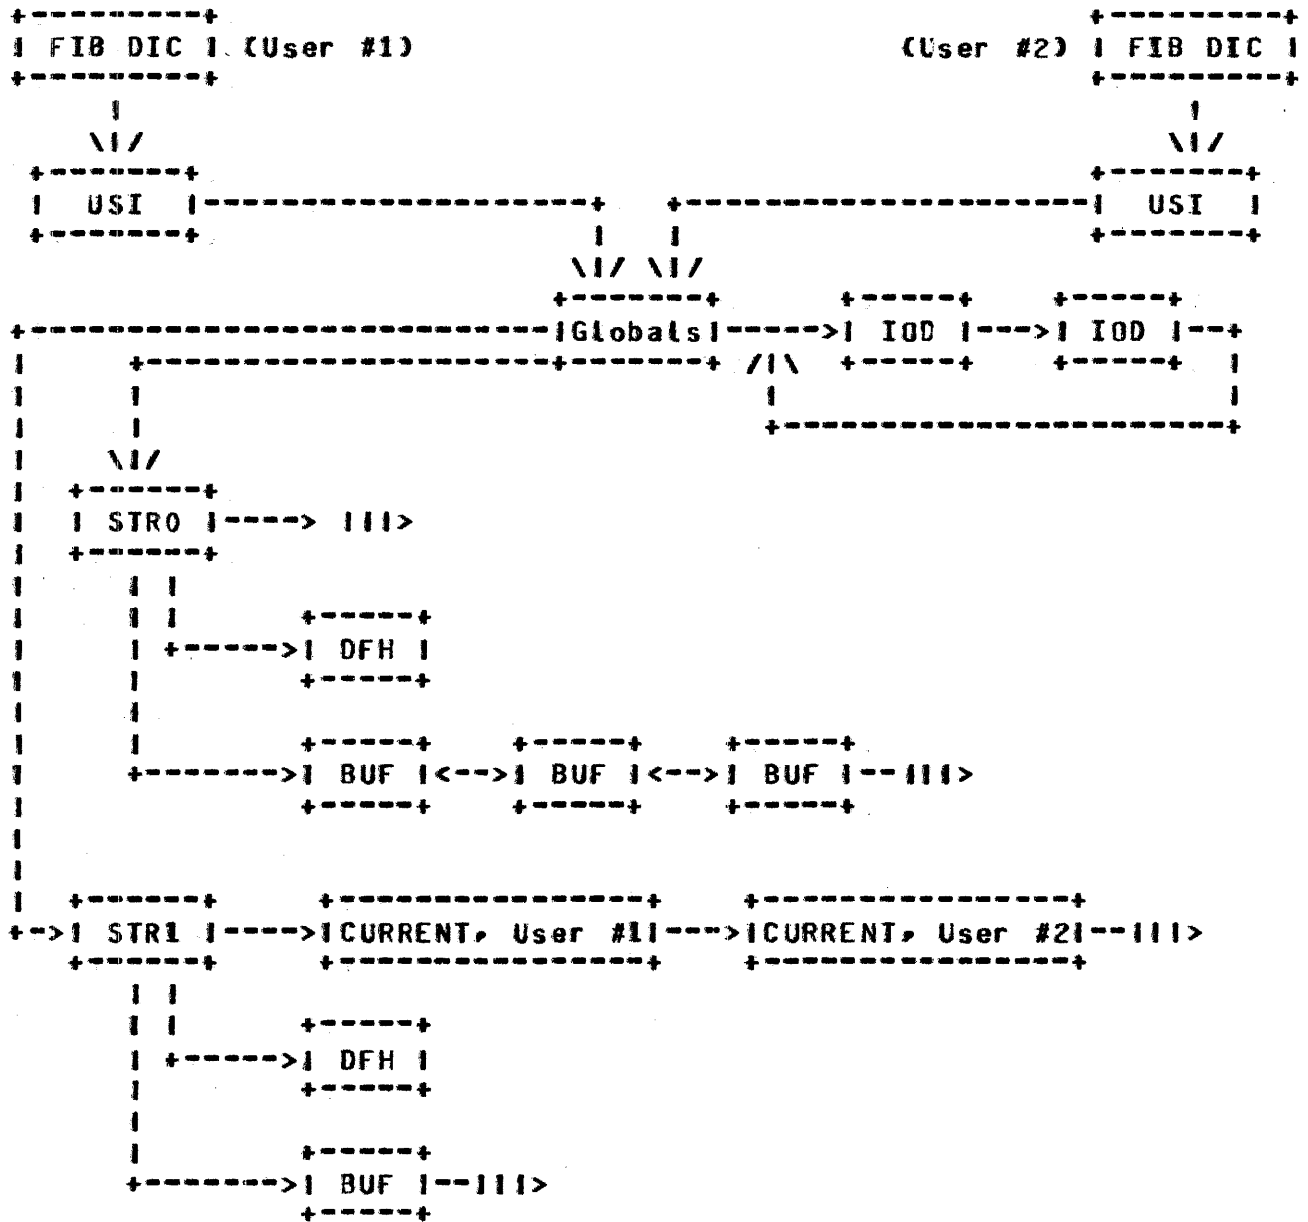 FIB DIC (User #1) (User #2) FIB DIC
USI USI
Globals IOD IOD
STR0
DFH
BUF BUF BUF
STR1 CURRENT, User #1 CURRENT, User #2
DFH
BUF